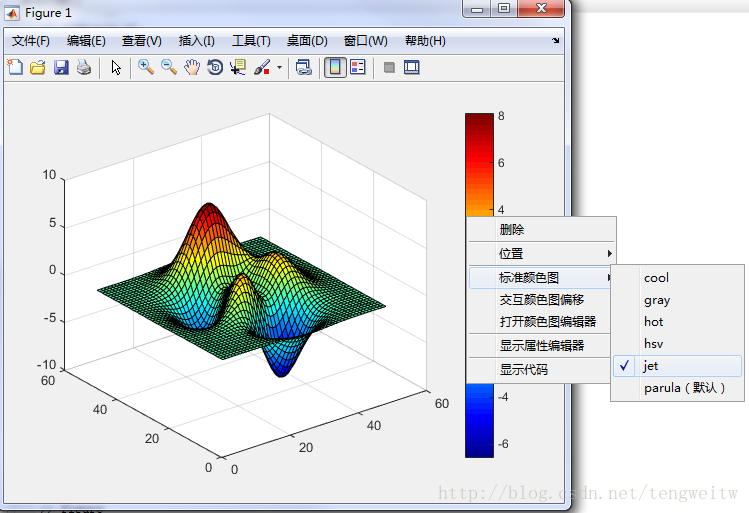 Figure 1
文件(F) 编辑(E) 查看(V) 插入(I) 工具(T) 桌面(D) 窗口(W) 帮助(H)
10
5
0
-5
-10
60
40
20
0
0
20
40
60
8
6
4
-4
-6
删除
位置
标准颜色图
交互颜色图偏移
打开颜色图编辑器
显示属性编辑器
显示代码
cool
gray
hot
hsv
jet
parula（默认）
http://blog.csdn.net/tengweitw